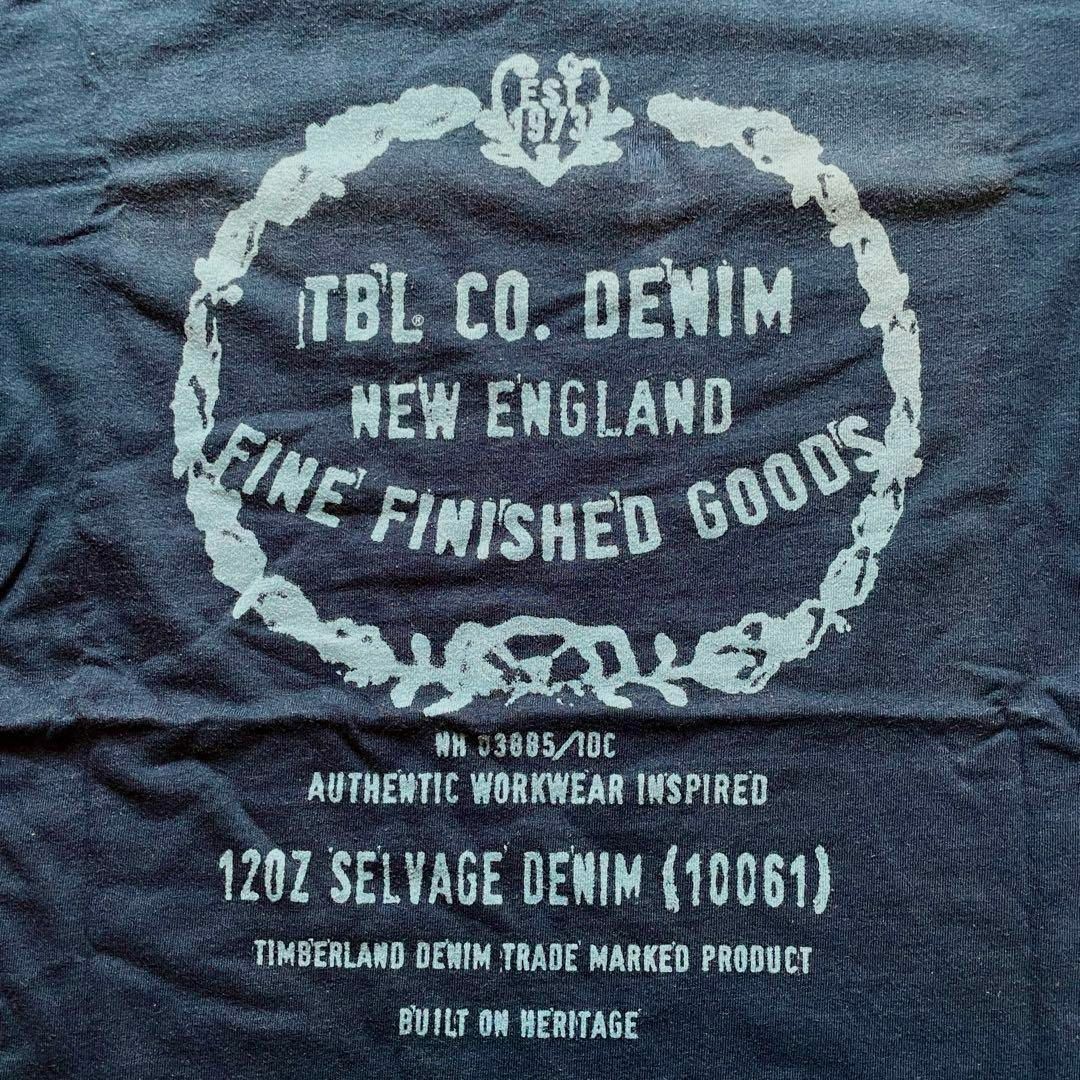 EST
1973
TBL® CO. DENIM
NEW ENGLAND
FINE FINISHED GOODS
NH 03885/10C
AUTHENTIC WORKWEAR INSPIRED
12OZ SELVAGE DENIM (10061)
TIMBERLAND DENIM TRADE MARKED PRODUCT
BUILT ON HERITAGE